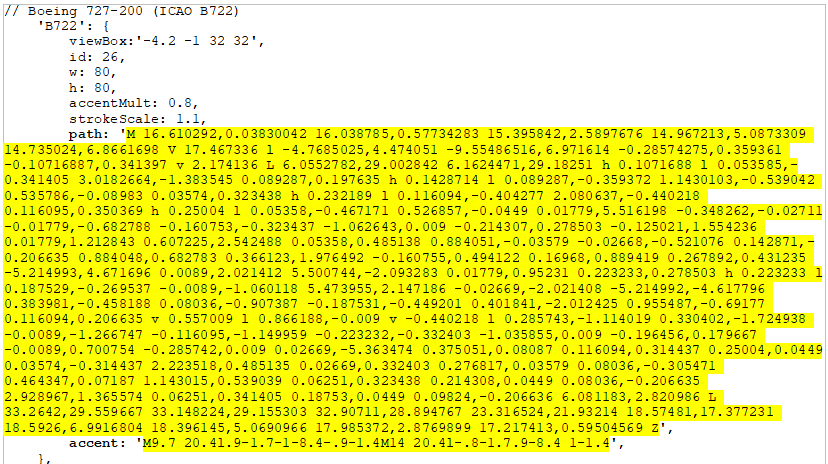 // Boeing 727-200 (ICAO B722)
'B722': {
viewBox:'-4.2 -1 32 32',
id: 26,
w: 80,
h: 80,
accentMult: 0.8,
strokeScale: 1.1,
path: 'M 16.610292,0.03830042 16.038785,0.57734283 15.395842,2.5897676 14.967213,5.0873309
14.735024,6.8661698 V 17.467336 l -4.7685025,4.474051 -9.55486516,6.971614 -0.28574275,0.359361
-0.10716887,0.341397 v 2.174136 L 6.0552782,29.002842 6.1624471,29.18251 h 0.1071688 l 0.053585,-
0.341405 3.0182664,-1.383545 0.089287,0.197635 h 0.1428714 l 0.089287,-0.359372 1.1430103,-0.539042
0.535786,-0.08983 0.03574,0.323438 h 0.232189 l 0.116094,-0.404277 2.080637,-0.440218
0.116095,0.350369 h 0.25004 l 0.05358,-0.467171 0.526857,-0.0449 0.01779,5.516198 -0.348262,-0.02711
-0.01779,-0.682788 -0.160753,-0.323437 -1.062643,0.009 -0.214307,0.278503 -0.125021,1.554236
0.01779,1.212843 0.607225,2.542488 0.05358,0.485138 0.884051,-0.03579 -0.02668,-0.521076 0.142871,-
0.206635 0.884048,0.682783 0.366123,1.976492 -0.160755,0.494122 0.16968,0.889419 0.267892,0.431235
-5.214993,4.671696 0.0089,2.021412 5.500744,-2.093283 0.01779,0.95231 0.223233,0.278503 h 0.223233 l
0.187529,-0.269537 -0.0089,-1.060118 5.473955,2.147186 -0.02669,-2.021408 -5.214992,-4.617796
0.383981,-0.458188 0.08036,-0.907387 -0.187531,-0.449201 0.401841,-2.012425 0.955487,-0.69177
0.116094,0.206635 v 0.557009 l 0.866188,-0.009 v -0.440218 l 0.285743,-1.114019 0.330402,-1.724938
-0.0089,-1.266747 -0.116095,-1.149959 -0.223232,-0.332403 -1.035855,0.009 -0.196456,0.179667
-0.0089,0.700754 -0.285742,0.009 0.02669,-5.363474 0.375051,0.08087 0.116094,0.314437 0.25004,0.0449
0.03574,-0.314437 2.223518,0.485135 0.02669,0.332403 0.276817,0.03579 0.08036,-0.305471
0.464347,0.07187 1.143015,0.539039 0.06251,0.323438 0.214308,0.0449 0.08036,-0.206635
2.928967,1.365574 0.06251,0.341405 0.18753,0.0449 0.09824,-0.206636 6.081183,2.820986 L
33.2642,29.559667 33.148224,29.155303 32.90711,28.894767 23.316524,21.93214 18.57481,17.377231
18.5926,6.9916804 18.396145,5.0690966 17.985372,2.8769899 17.217413,0.59504569 Z',
accent: 'M9.7 20.41.9-1.7-1-8.4-.9-1.4M14 20.41-.8-1.7.9-8.4 1-1.4',
},